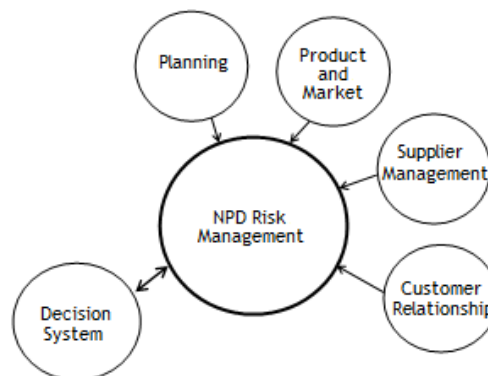 Planning
Product
and
Market
Supplier
Management
NPD Risk
Management
Customer
Relationship
Decision
System